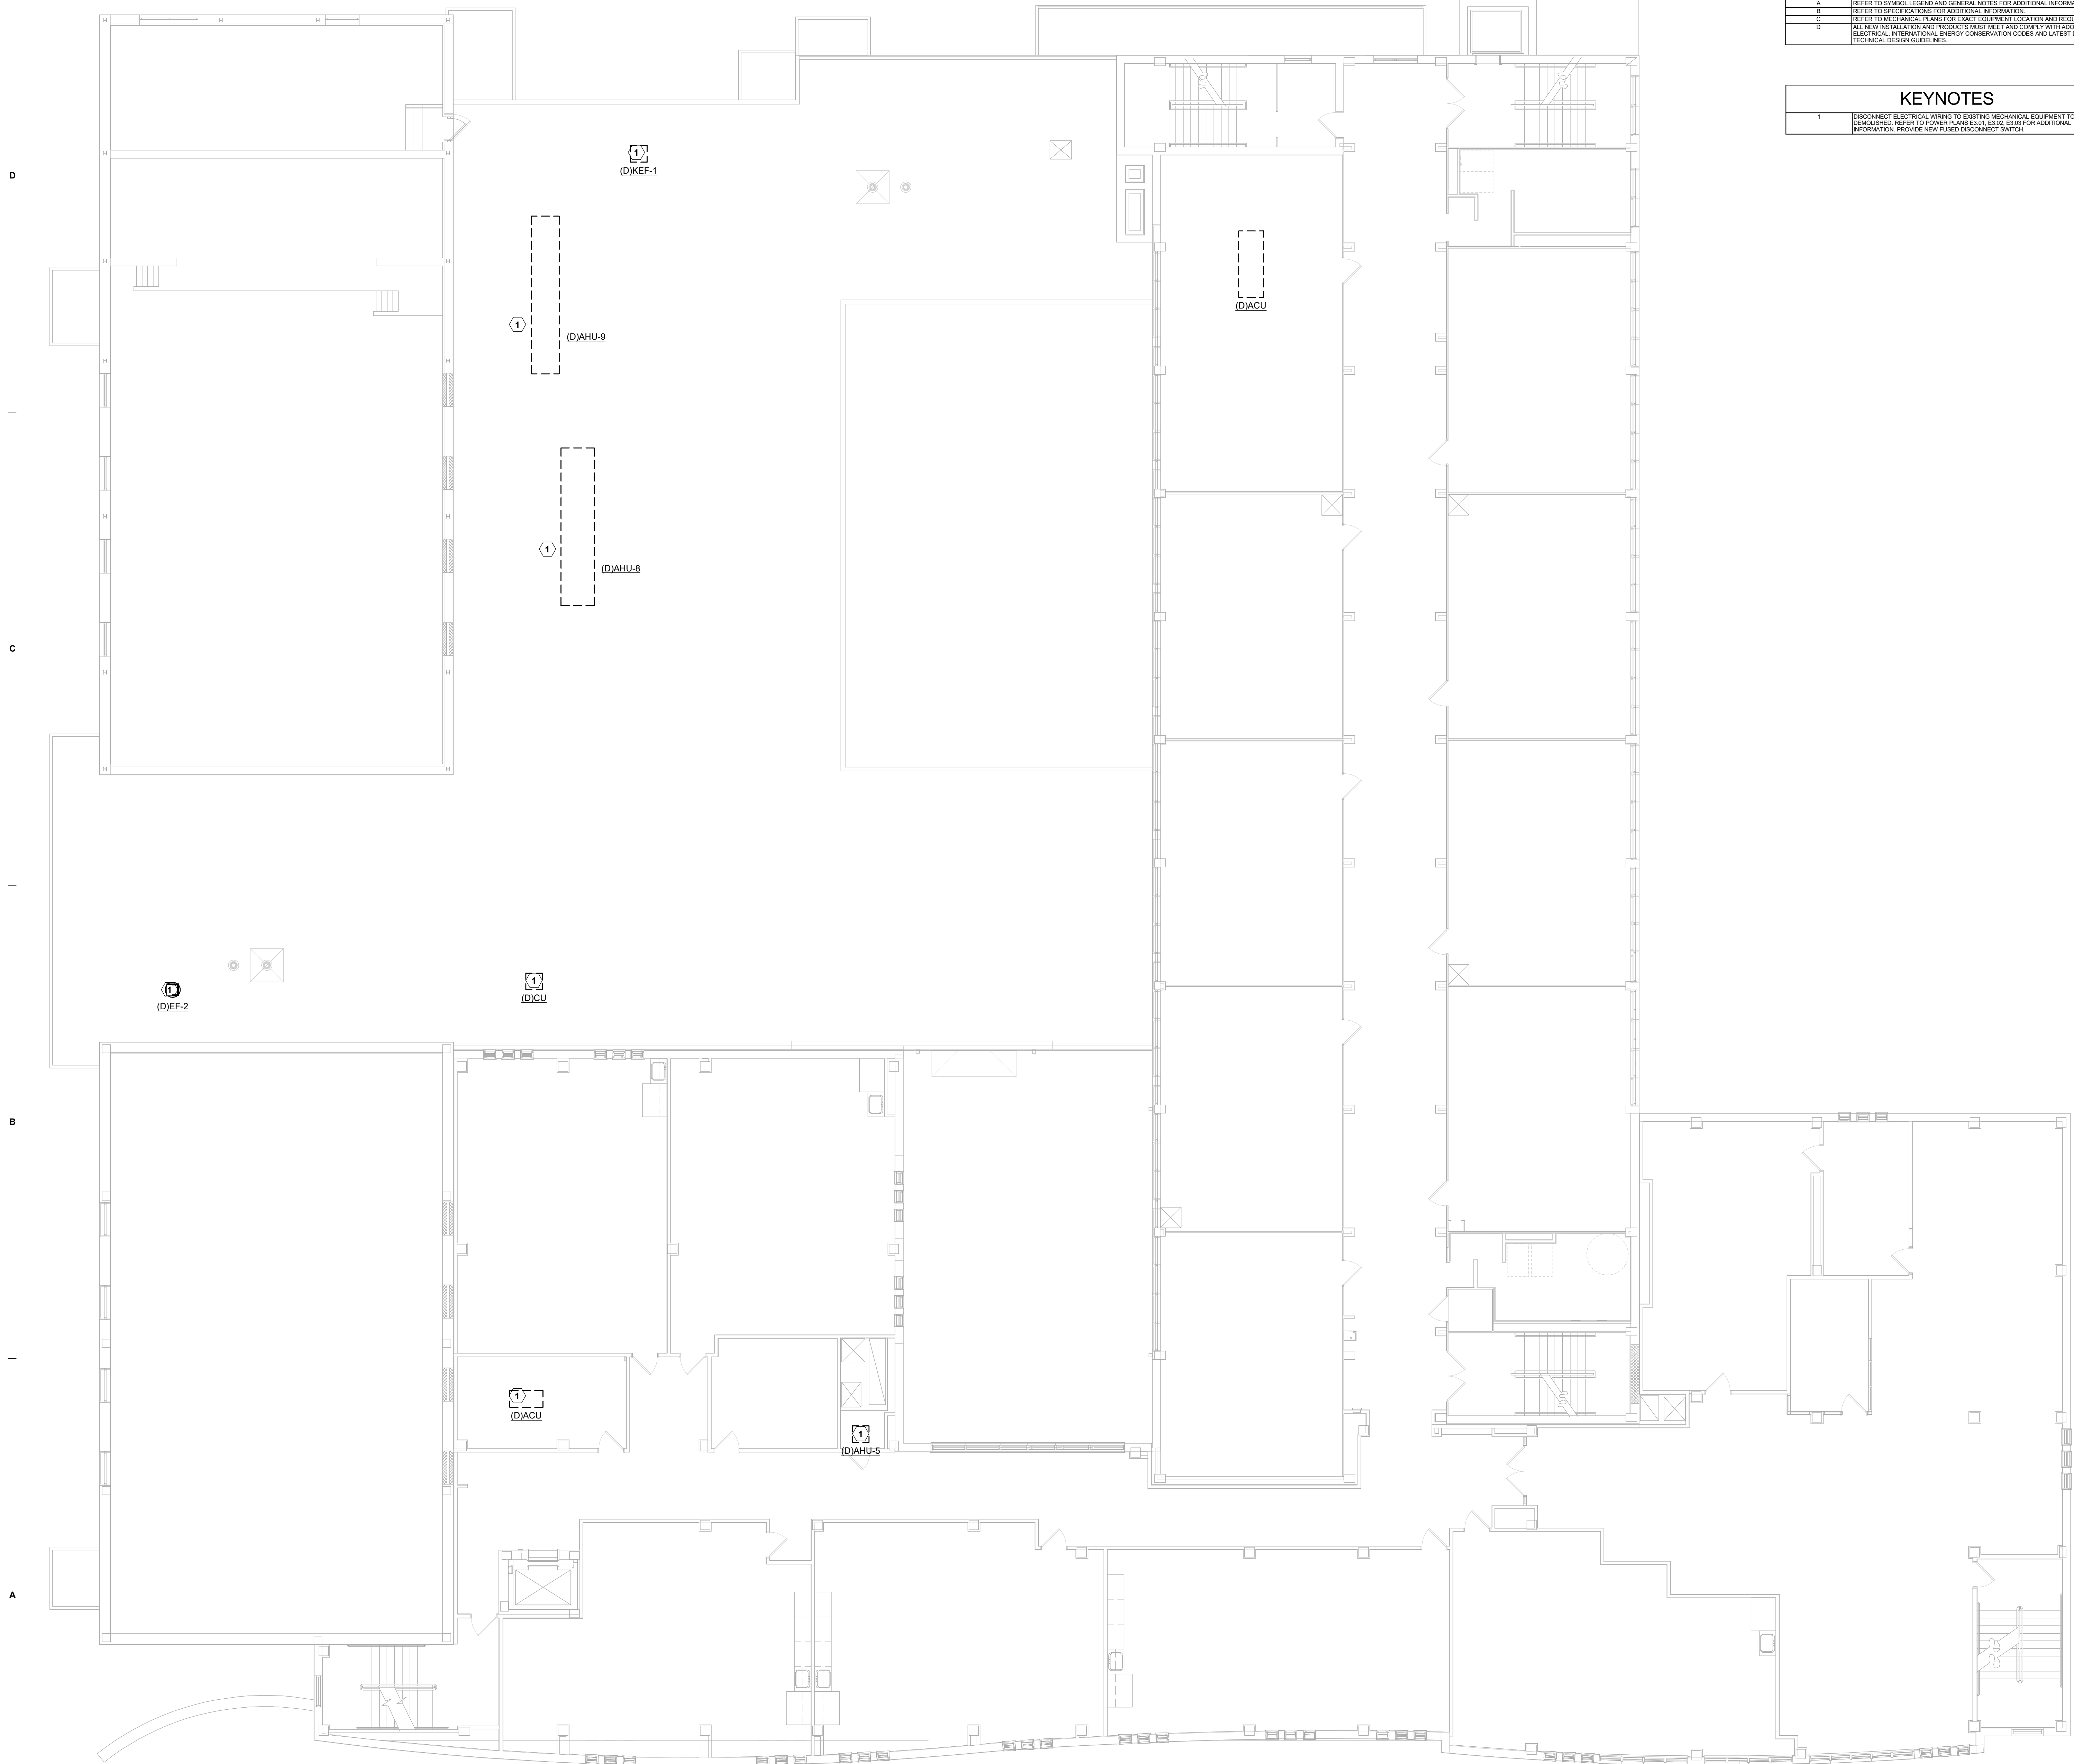 A REFER TO SYMBOL LEGEND AND GENERAL NOTES FOR ADDITIONAL
B REFER TO SPECIFICATIONS FOR ADDITIONAL INFORMATION.
C REFER TO MECHANICAL PLANS FOR EXACT EQUIPMENT LOCATION AND
D ALL NEW INSTALLATION AND PRODUCTS MUST MEET AND COMPLY WITH
ELECTRICAL, INTERNATIONAL ENERGY CONSERVATION CODES AND LATEST
TECHNICAL DESIGN GUIDELINES.
KEYNOTES
1 DISCONNECT ELECTRICAL WIRING TO EXISTING MECHANICAL EQUIPMENT TO
DEMOLISHED. REFER TO POWER PLANS E3.01, E3.02, E3.03 FOR ADDITIONAL
INFORMATION. PROVIDE NEW FUSED DISCONNECT SWITCH.
D
1
(D)KEF-1
(D)ACU
1
(D)AHU-9
1
(D)AHU-8
C
1
(D)EF-2
1
(D)CU
B
1
(D)ACU
1
(D)AHU-5
A